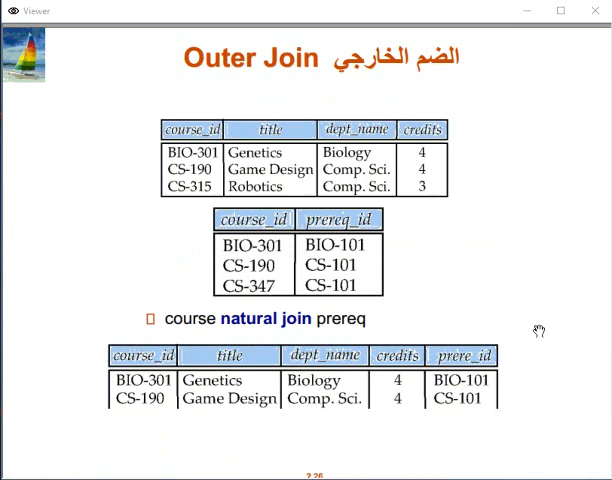 Viewer
Outer Join الضم الخارجي
course_id title dept_name credits
BIO-301 Genetics Biology 4
CS-190 Game Design Comp. Sci. 4
CS-315 Robotics Comp. Sci. 3
course_id prereq_id
BIO-301 BIO-101
CS-190 CS-101
CS-347 CS-101
course natural join prereq
course_id title dept_name credits prere_id
BIO-301 Genetics Biology 4 BIO-101
CS-190 Game Design Comp. Sci. 4 CS-101
2.26